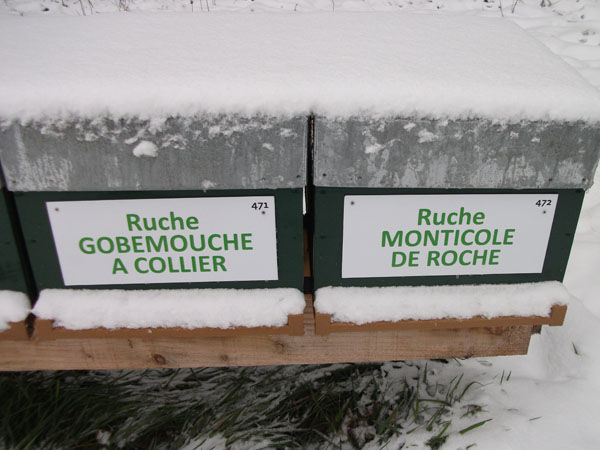 471
Ruche
GOBEMOUCHE
A COLLIER
472
Ruche
MONTICOLE
DE ROCHE